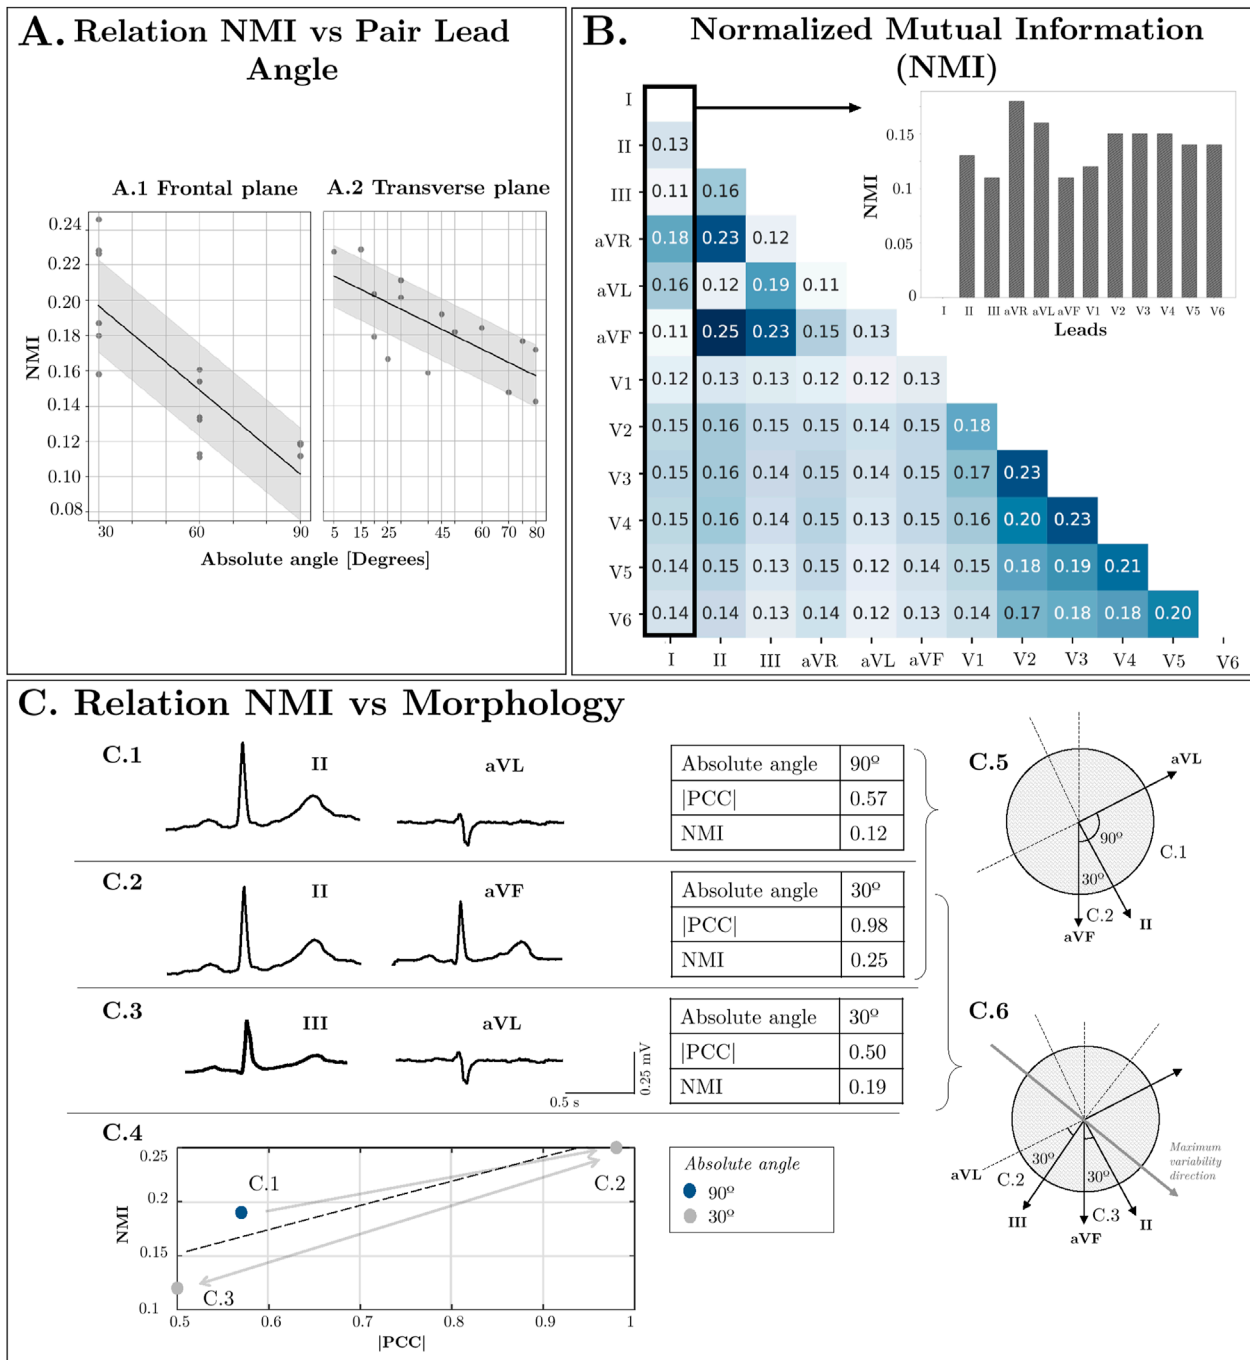 A. Relation NMI vs Pair Lead
Angle
A.1 Frontal plane
A.2 Transverse plane
NMI
0.24
0.22
0.20
0.18
0.16
0.14
0.12
0.10
0.08
30 60 90
5 15 25 45 50 60 70 80
Absolute angle [Degrees]
B. Normalized Mutual Information
(NMI)
I
II 0.13
III 0.11 0.16
aVR 0.18 0.23 0.12
aVL 0.16 0.12 0.19 0.11
aVF 0.11 0.25 0.23 0.15 0.13
V1 0.12 0.13 0.13 0.12 0.12 0.13
V2 0.15 0.16 0.15 0.15 0.14 0.15 0.18
V3 0.15 0.16 0.14 0.15 0.14 0.15 0.17 0.23
V4 0.15 0.16 0.14 0.15 0.13 0.15 0.16 0.20 0.23
V5 0.14 0.15 0.13 0.15 0.12 0.14 0.15 0.18 0.19 0.21
V6 0.14 0.14 0.13 0.14 0.12 0.13 0.14 0.17 0.18 0.18 0.20
I II III aVR aVL aVF V1 V2 V3 V4 V5 V6
NMI
0.15
0.1
0.05
0
I II III aVR aVL aVF V1 V2 V3 V4 V5 V6
Leads
C. Relation NMI vs Morphology
C.1
II
aVL
Absolute angle 90º
|PCC| 0.57
NMI 0.12
C.2
II
aVF
Absolute angle 30º
|PCC| 0.98
NMI 0.25
C.3
III
aVL
0.25 mV
0.5 s
Absolute angle 30º
|PCC| 0.50
NMI 0.19
C.4
NMI
0.25
0.2
0.15
0.1
C.1
C.2
C.3
0.5 0.6 0.7 0.8 0.9 1
|PCC|
Absolute angle
90º
30º
C.5
aVL
90º
C.1
30º
C.2
II
aVF
C.6
Maximum
variability
direction
aVL
30º
C.2
30º
C.3
III
II
aVF